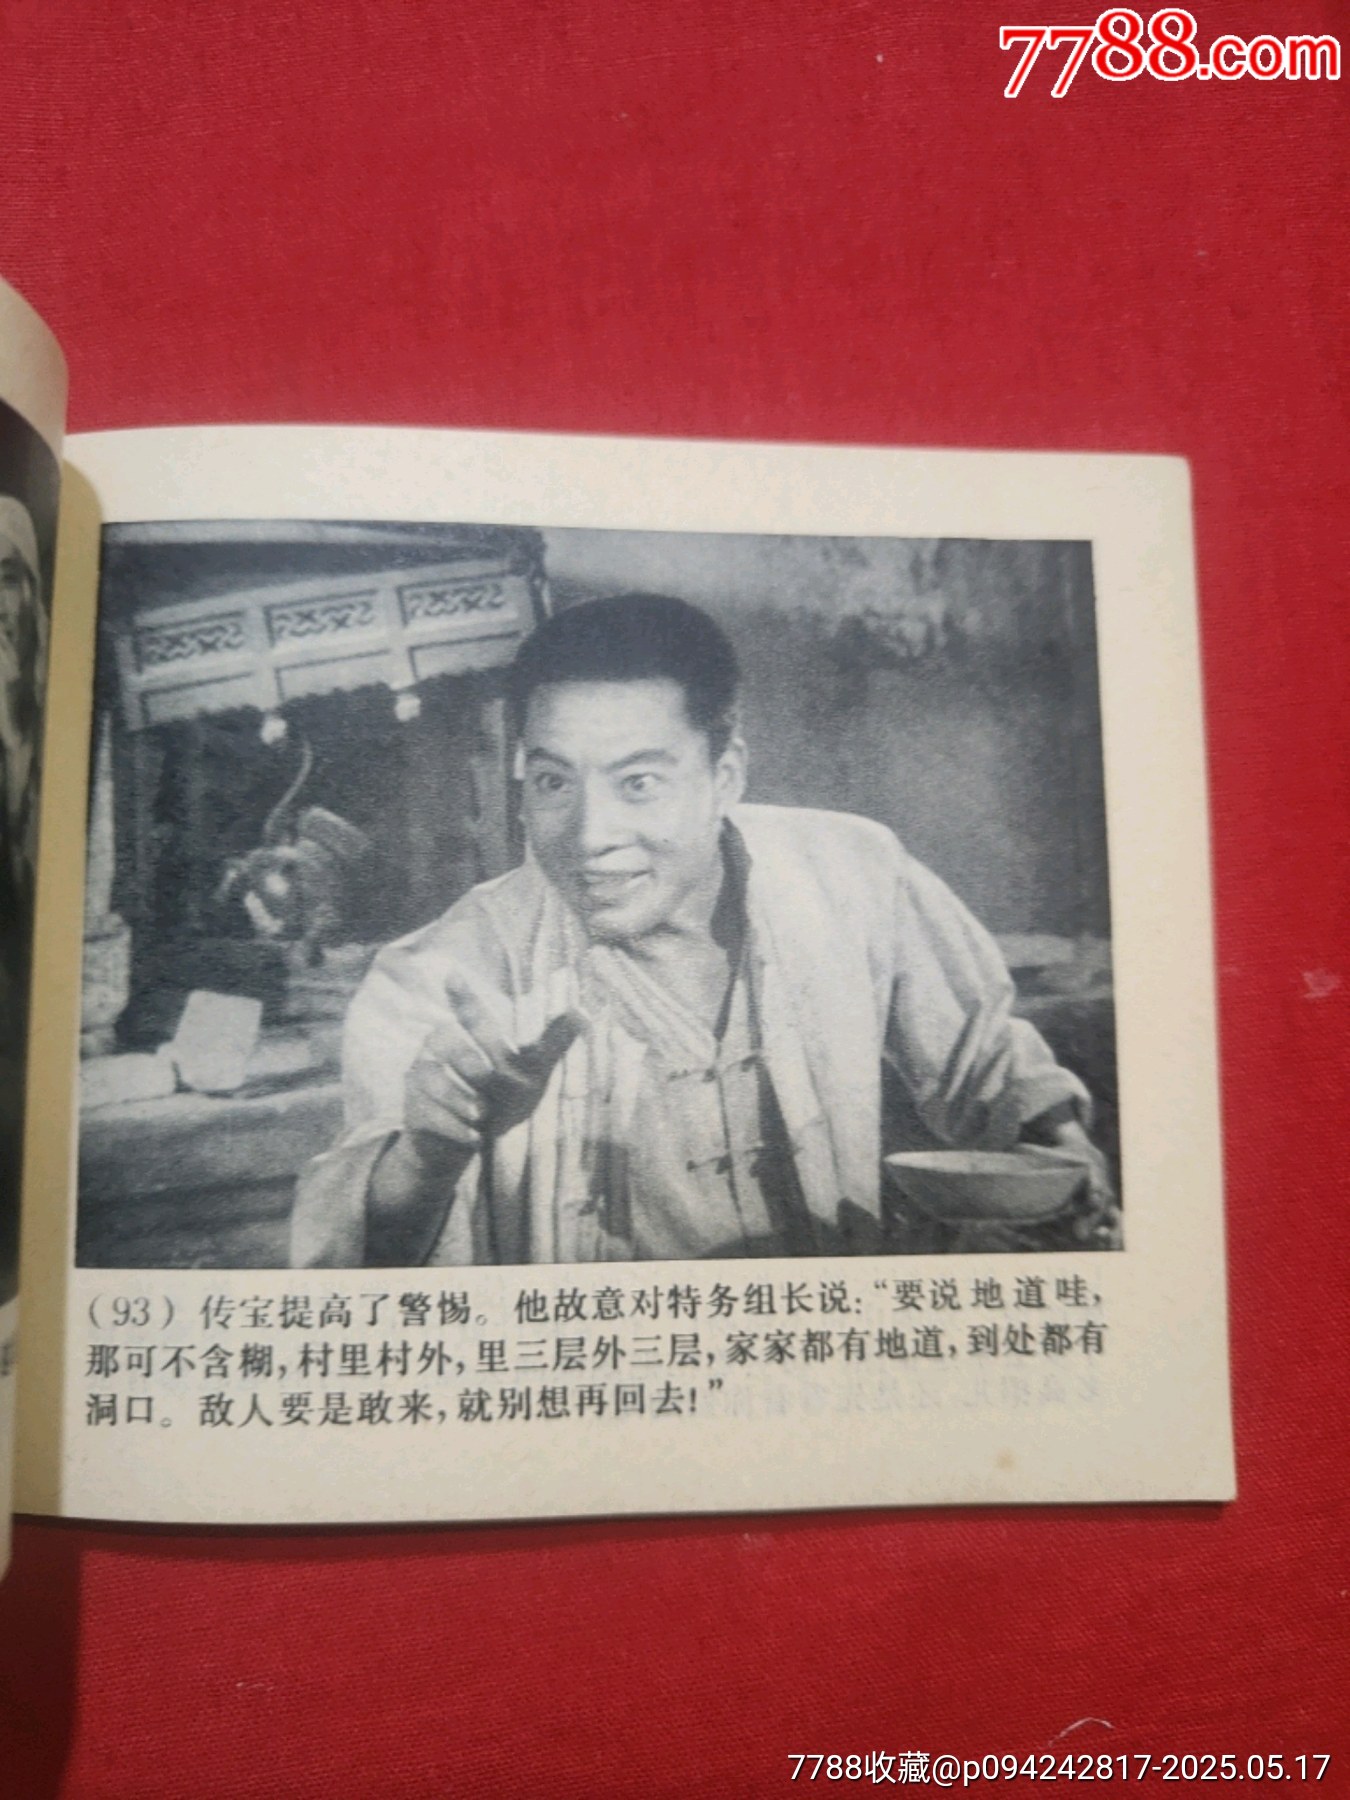 7788.com
(93) 传宝提高了警惕。他故意对特务组长说:“要说地道哇,
那可不含糊,村里村外,里三层外三层,家家都有地道,到处都有
洞口。敌人要是敢来,就别想再回去!”
7788收藏@p094242817-2025.05.17